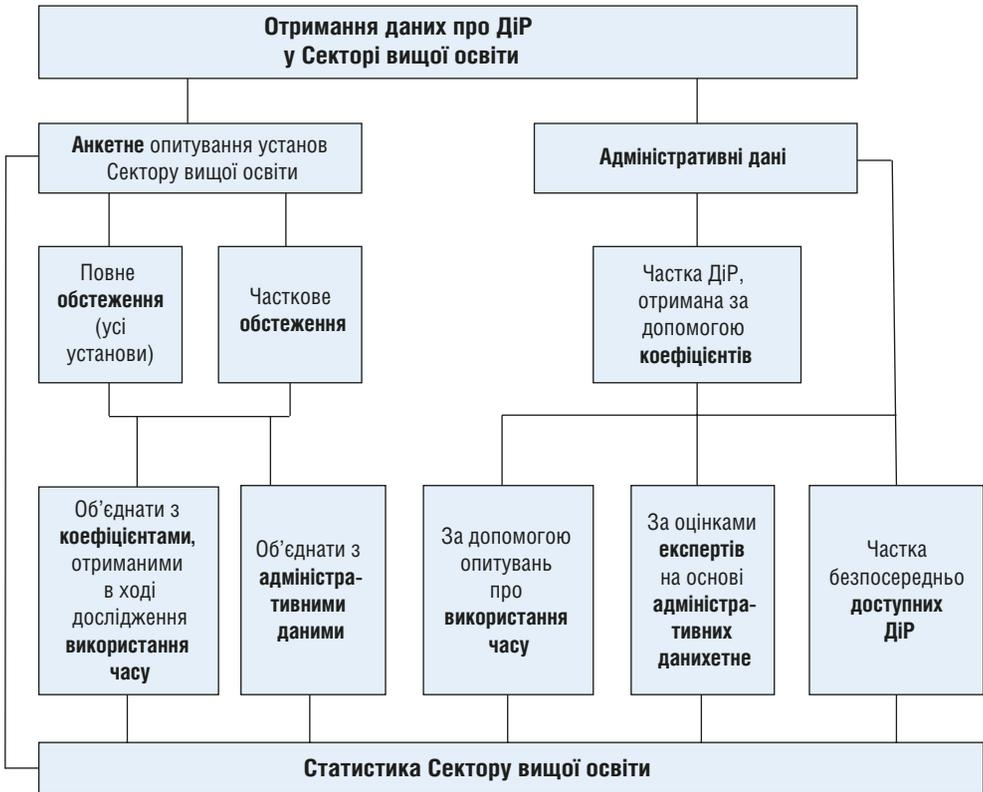 Отримання даних про ДіР
у Секторі вищої освіти
Анкетне опитування установ
Сектору вищої освіти
Адміністративні дані
Повне
обстеження
(усі
установи)
Часткове
обстеження
Частка ДіР,
отримана за
допомогою
коефіцієнтів
Об’єднати з
коефіцієнтами,
отриманими
в ході
дослідження
використання
часу
Об’єднати з
адміністра-
тивними
даними
За допомогою
опитувань
про
використання
часу
За оцінками
експертів
на основі
адміністра-
тивних
данихетне
Частка
безпосередньо
доступних
ДіР
Статистика Сектору вищої освіти